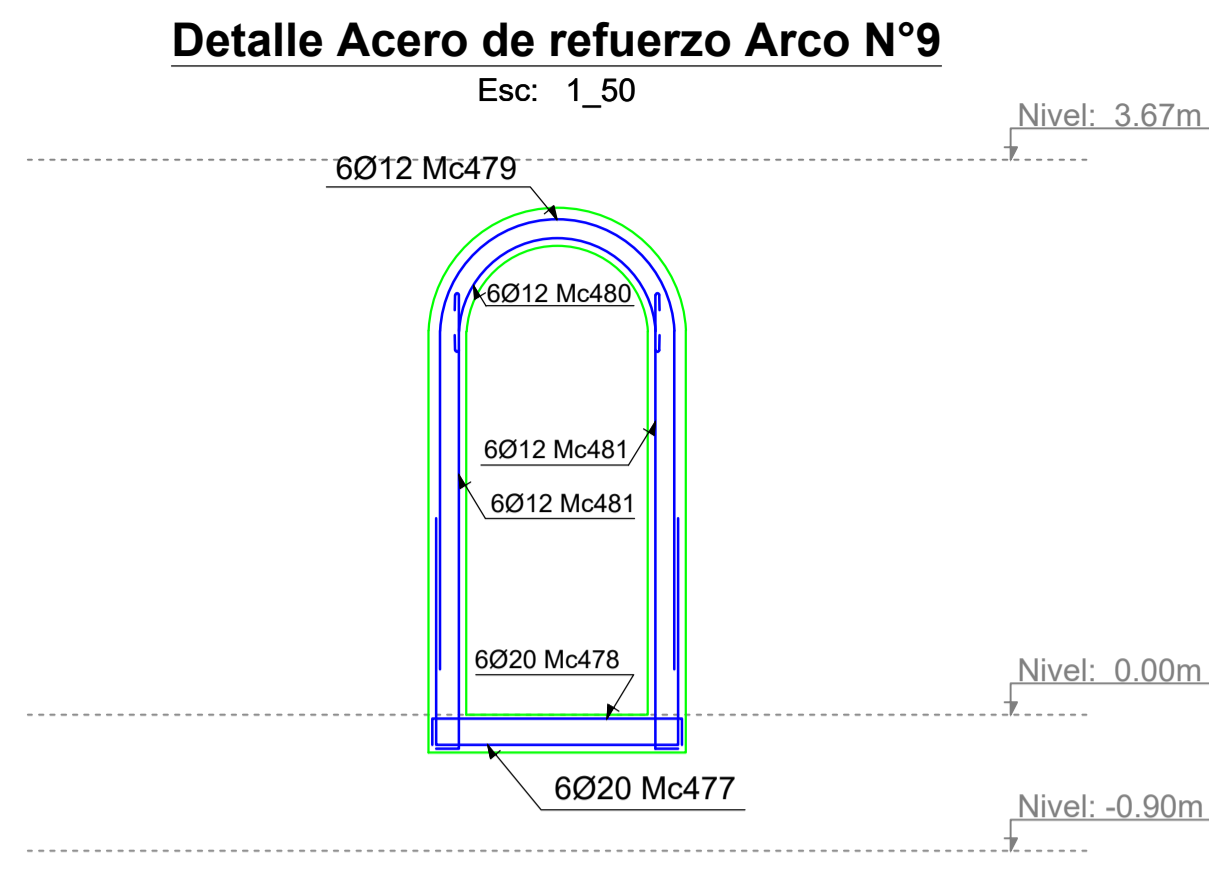 Detalle Acero de refuerzo Arco N°9
Esc: 1_50
Nivel: 3.67m
6Ø12 Mc479
6Ø12 Mc480
6Ø12 Mc481
6Ø12 Mc481
6Ø20 Mc478
Nivel: 0.00m
6Ø20 Mc477
Nivel: -0.90m